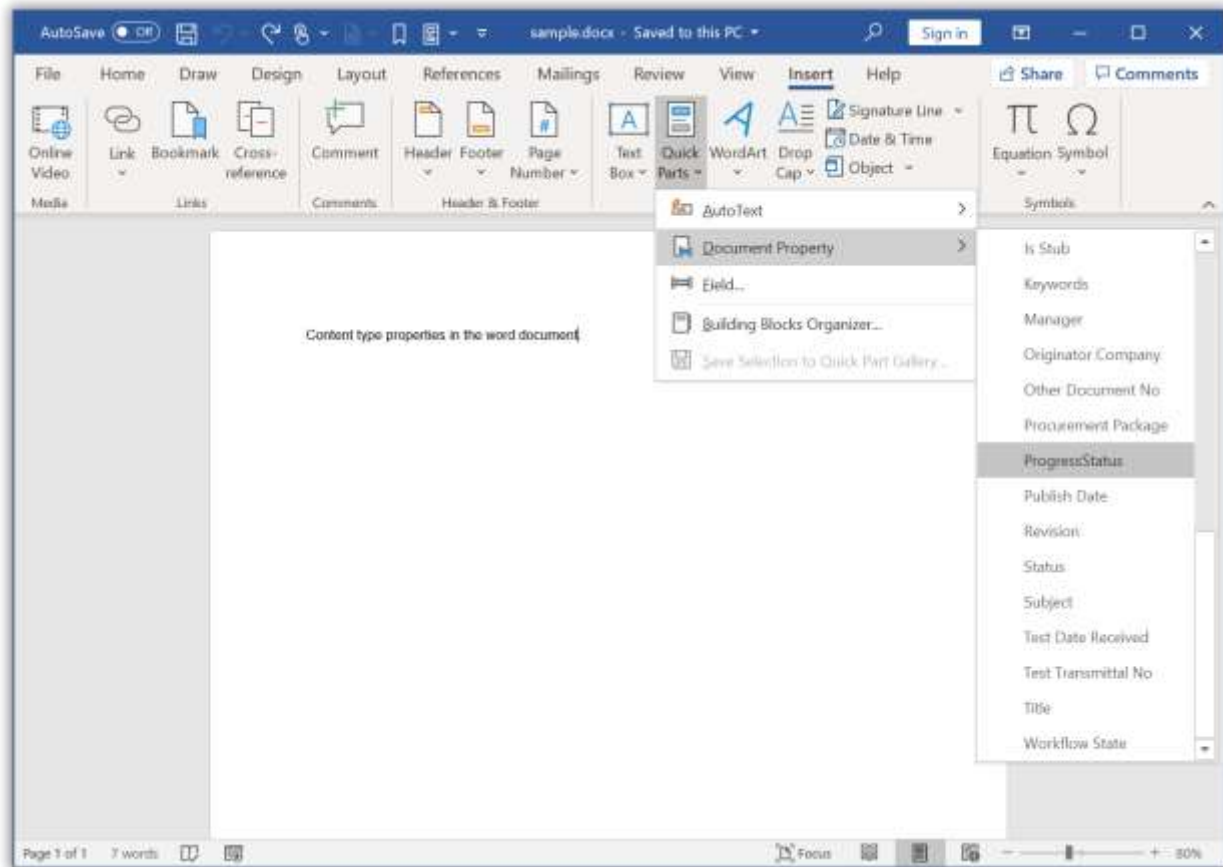 AutoSave Off sample.docx - Saved to this PC Sign in
File Home Draw Design Layout References Mailings Review View Insert Help Share Comments
Online Video
Link
Bookmark
Cross-reference
Comment
Header
Footer
Page Number
Text Box
Quick Parts
WordArt
Drop Cap
Signature Line
Date & Time
Object
Equation
Symbol
Media Links Comments Header & Footer Symbols
AutoText
Document Property
Field...
Building Blocks Organizer...
Save Selection to Quick Part Gallery...
Is Stub
Keywords
Manager
Originator Company
Other Document No
Procurement Package
ProgressStatus
Publish Date
Revision
Status
Subject
Test Date Received
Test Transmittal No
Title
Workflow State
Content type properties in the word document
Page 1 of 1 7 words Focus 80%